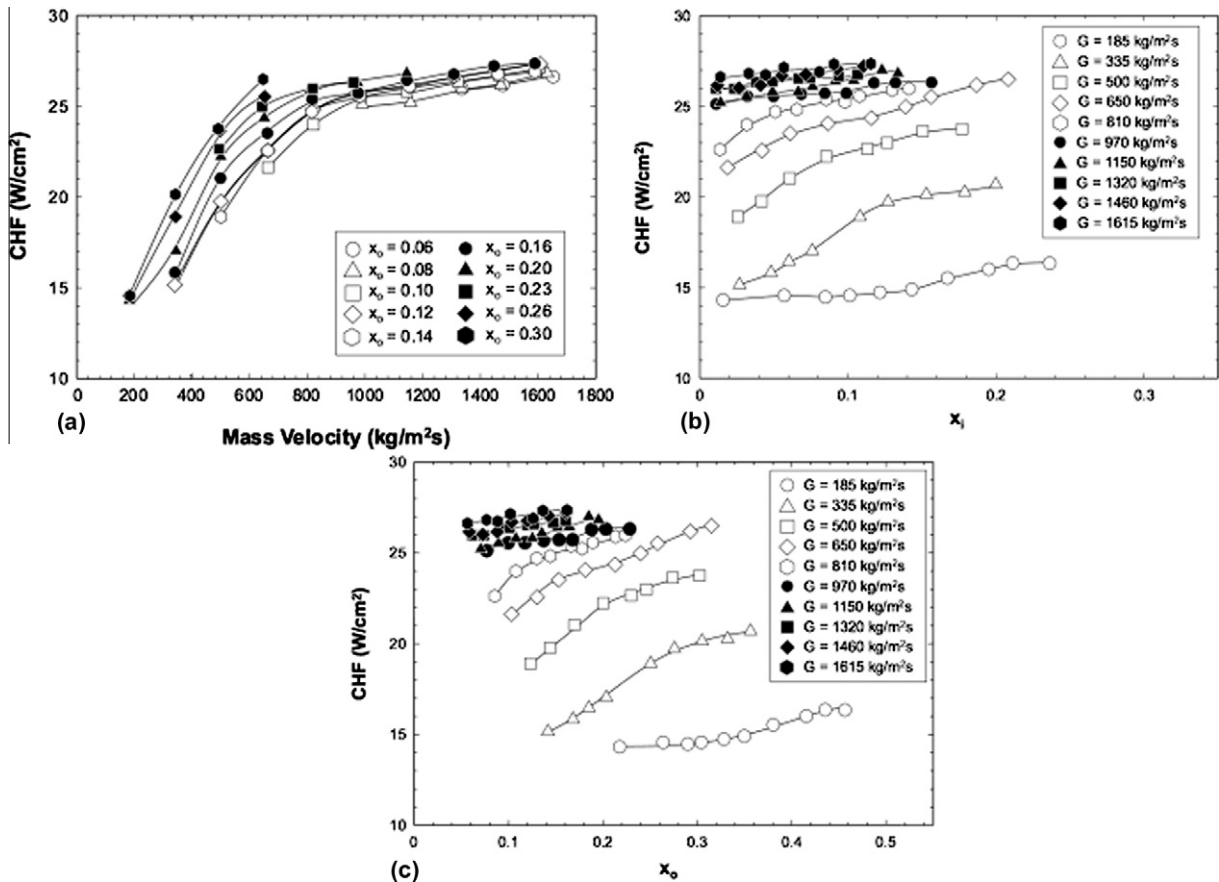 30
25
20
15
10
CHF (W/cm²)
0 200 400 600 800 1000 1200 1400 1600 1800
Mass Velocity (kg/m²s)
(a)
xₒ = 0.06
xₒ = 0.08
xₒ = 0.10
xₒ = 0.12
xₒ = 0.14
xₒ = 0.16
xₒ = 0.20
xₒ = 0.23
xₒ = 0.26
xₒ = 0.30
30
25
20
15
10
CHF (W/cm²)
0 0.1 0.2 0.3
xᵢ
(b)
G = 185 kg/m²s
G = 335 kg/m²s
G = 500 kg/m²s
G = 650 kg/m²s
G = 810 kg/m²s
G = 970 kg/m²s
G = 1150 kg/m²s
G = 1320 kg/m²s
G = 1460 kg/m²s
G = 1615 kg/m²s
30
25
20
15
10
CHF (W/cm²)
0 0.1 0.2 0.3 0.4 0.5
xₒ
(c)
G = 185 kg/m²s
G = 335 kg/m²s
G = 500 kg/m²s
G = 650 kg/m²s
G = 810 kg/m²s
G = 970 kg/m²s
G = 1150 kg/m²s
G = 1320 kg/m²s
G = 1460 kg/m²s
G = 1615 kg/m²s